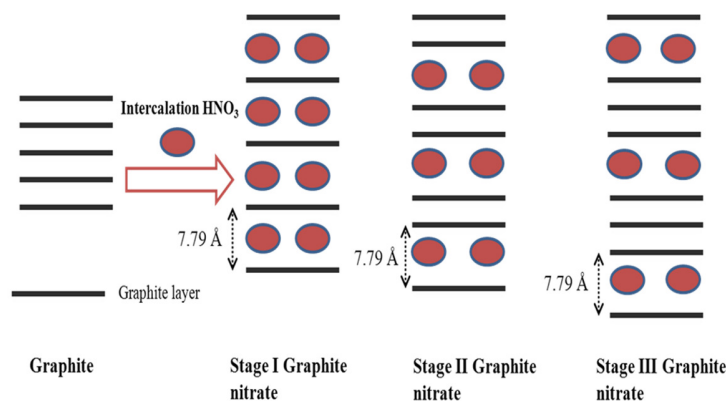 Intercalation HNO₃
7.79 Å
7.79 Å
7.79 Å
Graphite layer
Graphite
Stage I Graphite
nitrate
Stage II Graphite
nitrate
Stage III Graphite
nitrate